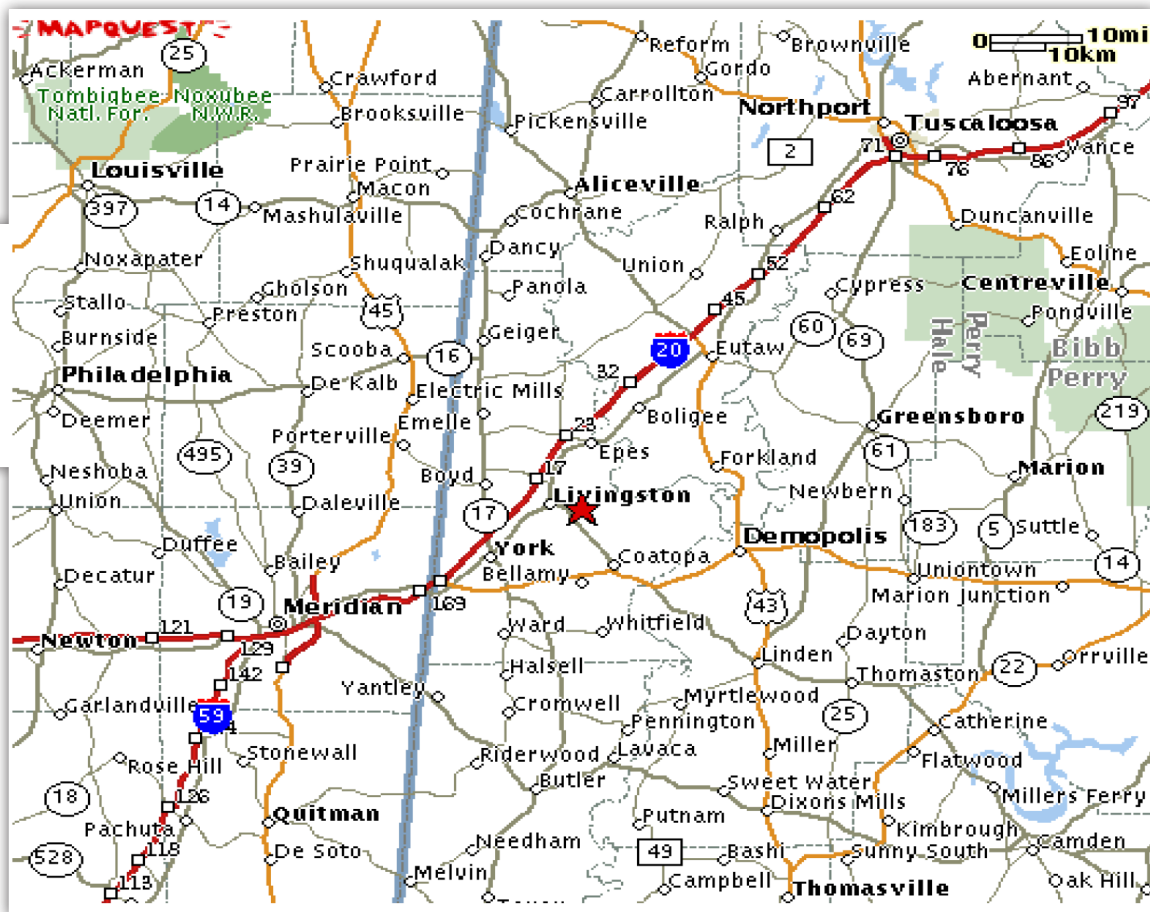 MAPQUEST
25
Reform
Brownville
0 10mi
10km
Ackerman
Crawford
Gordo
Abernant
Tombigbee
Natl. For.
Noxubee
N.W.R.
Brooksville
Carrollton
Pickensville
Northport
Tuscaloosa
97
71
76
86
Vance
2
Louisville
Prairie Point
Macon
Aliceville
62
397
14
Mashulaville
Cochrane
Ralph
Duncanville
Dancy
Noxapater
Shuqualak
Union
52
Eoline
Stallo
Gholson
Panola
Cypress
Centreville
Preston
45
45
Pondville
Burnside
Geiger
60
69
Hale
Perry
Bibb
Perry
Scooba
16
20
Eutaw
Philadelphia
De Kalb
Electric Mills
32
Deemer
Emelle
Boligee
Greensboro
219
Porterville
23
Epes
61
495
39
Neshoba
Boyd
17
Forkland
Marion
Union
Daleville
17
Livingston
Newbern
183
5
Suttle
Duffee
York
Demopolis
14
Decatur
Bailey
Bellamy
Coatopa
Uniontown
19
Meridian
169
43
Marion Junction
121
Newton
129
Ward
Whitfield
Dayton
142
Halsell
Linden
Thomaston
22
Orrville
Yantley
Garlandville
59
4
Cromwell
Myrtlewood
25
Pennington
Catherine
Stonewall
Rose Hill
Riderwood
Lavaca
Miller
Flatwood
18
126
Butler
Sweet Water
Millers Ferry
Pachuta
Quitman
Putnam
Dixons Mills
Kimbrough
Camden
528
118
De Soto
Needham
49
Bashi
Sunny South
113
Melvin
Campbell
Thomasville
Oak Hill